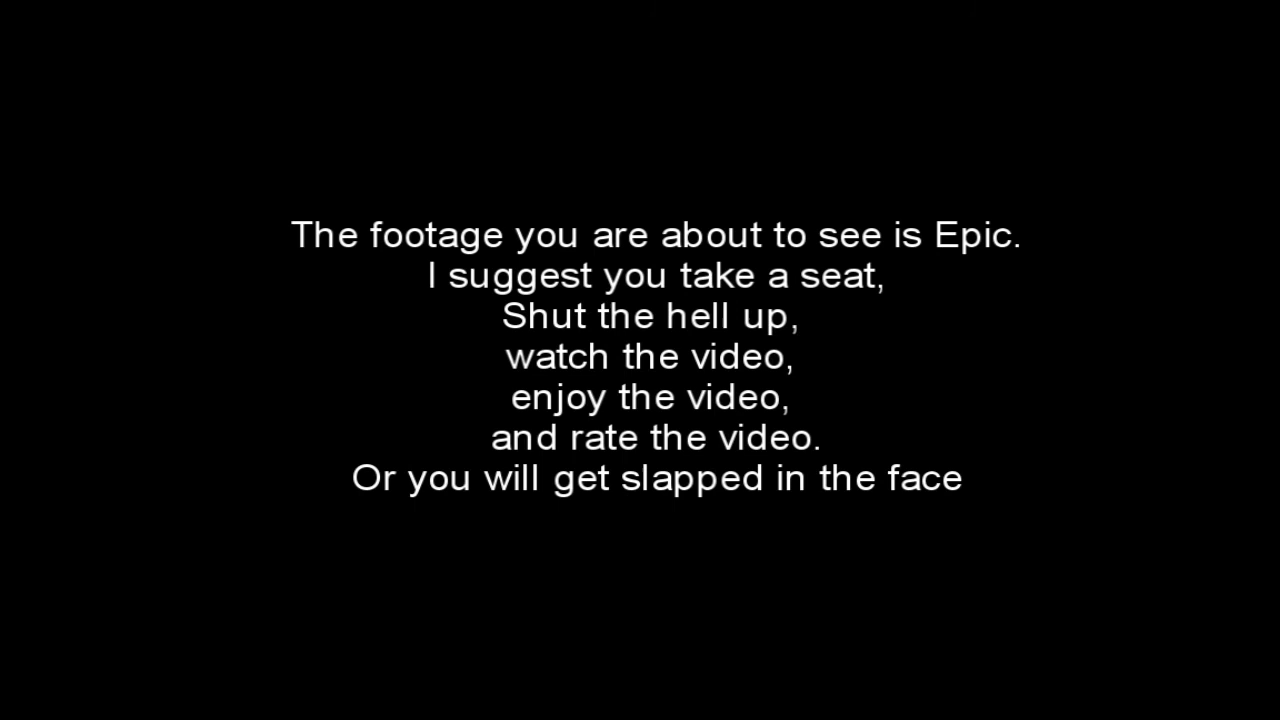 The footage you are about to see is Epic.
I suggest you take a seat,
Shut the hell up,
watch the video,
enjoy the video,
and rate the video.
Or you will get slapped in the face